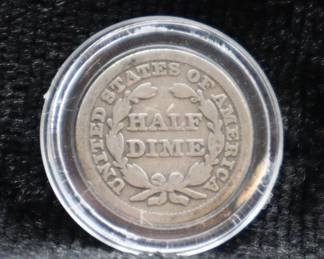 UNITED STATES OF AMERICA
HALF
DIME